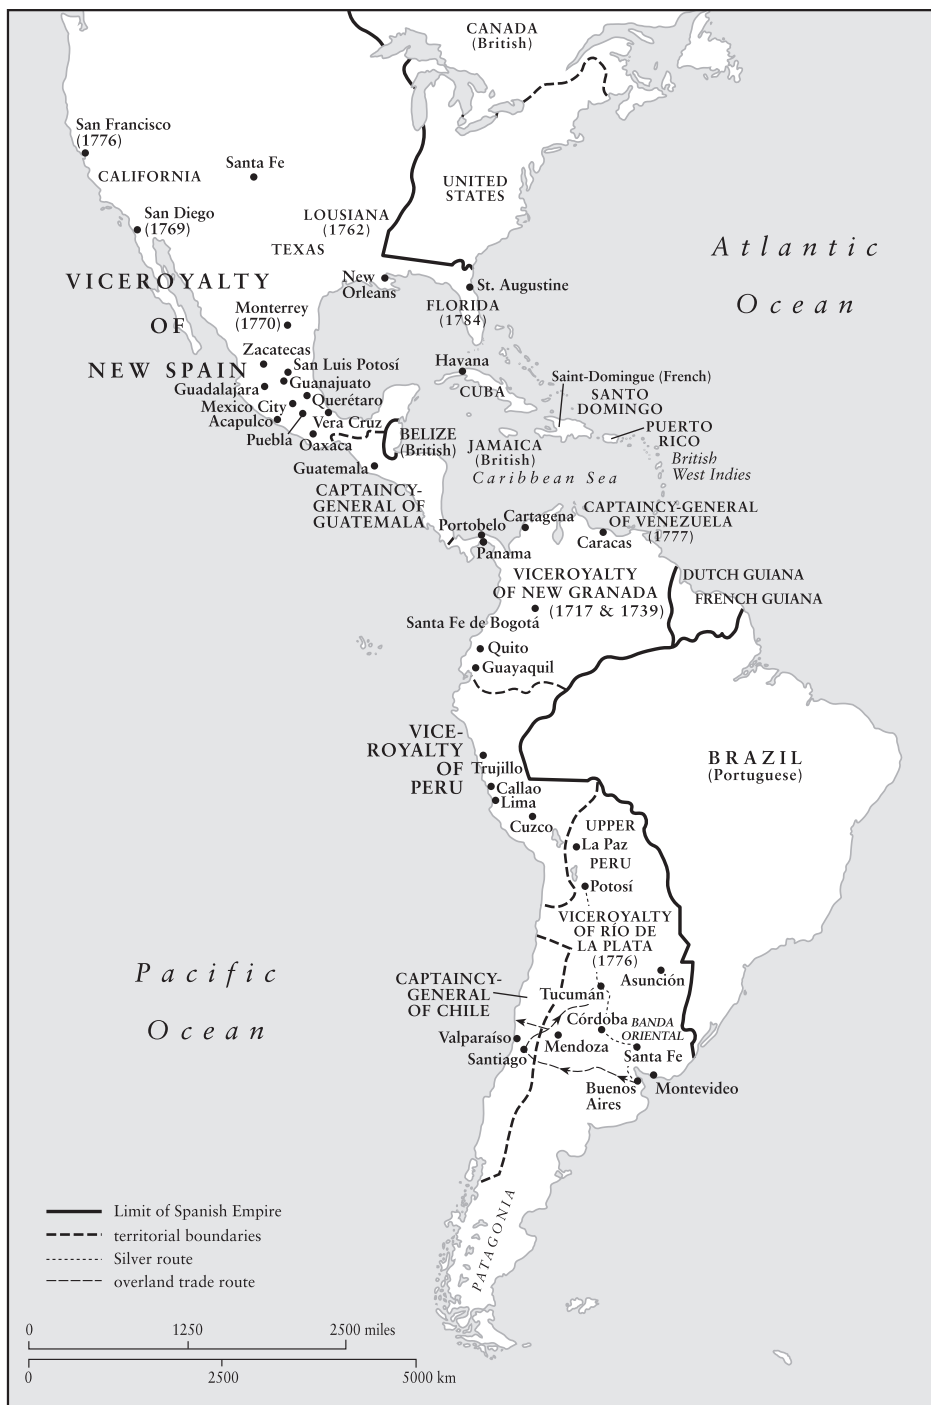 CANADA
(British)
San Francisco
(1776)
Santa Fe
CALIFORNIA
UNITED
STATES
San Diego
(1769)
LOUSIANA
(1762)
TEXAS
Atlantic
Ocean
VICEROYALTY
OF
NEW SPAIN
New
Orleans
St. Augustine
FLORIDA
(1784)
Monterrey
(1770)
Zacatecas
San Luis Potosí
Guadalajara
Guanajuato
Mexico City
Querétaro
Acapulco
Vera Cruz
Puebla
Oaxaca
Havana
CUBA
Saint-Domingue (French)
SANTO
DOMINGO
PUERTO
RICO
BELIZE
(British)
JAMAICA
(British)
British
West Indies
Caribbean Sea
Guatemala
CAPTAINCY-
GENERAL OF
GUATEMALA
Portobelo
Cartagena
Panama
CAPTAINCY-GENERAL
OF VENEZUELA
(1777)
Caracas
VICEROYALTY
OF NEW GRANADA
(1717 & 1739)
DUTCH GUIANA
FRENCH GUIANA
Santa Fe de Bogotá
Quito
Guayaquil
VICE-
ROYALTY
OF
PERU
Trujillo
Callao
Lima
Cuzco
BRAZIL
(Portuguese)
UPPER
La Paz
PERU
Potosí
VICEROYALTY
OF RÍO DE
LA PLATA
(1776)
Asunción
Pacific
Ocean
CAPTAINCY-
GENERAL
OF CHILE
Tucumán
Córdoba
BANDA
ORIENTAL
Valparaíso
Mendoza
Santiago
Santa Fe
Buenos
Aires
Montevideo
PATAGONIA
Limit of Spanish Empire
territorial boundaries
Silver route
overland trade route
0 1250 2500 miles
0 2500 5000 km